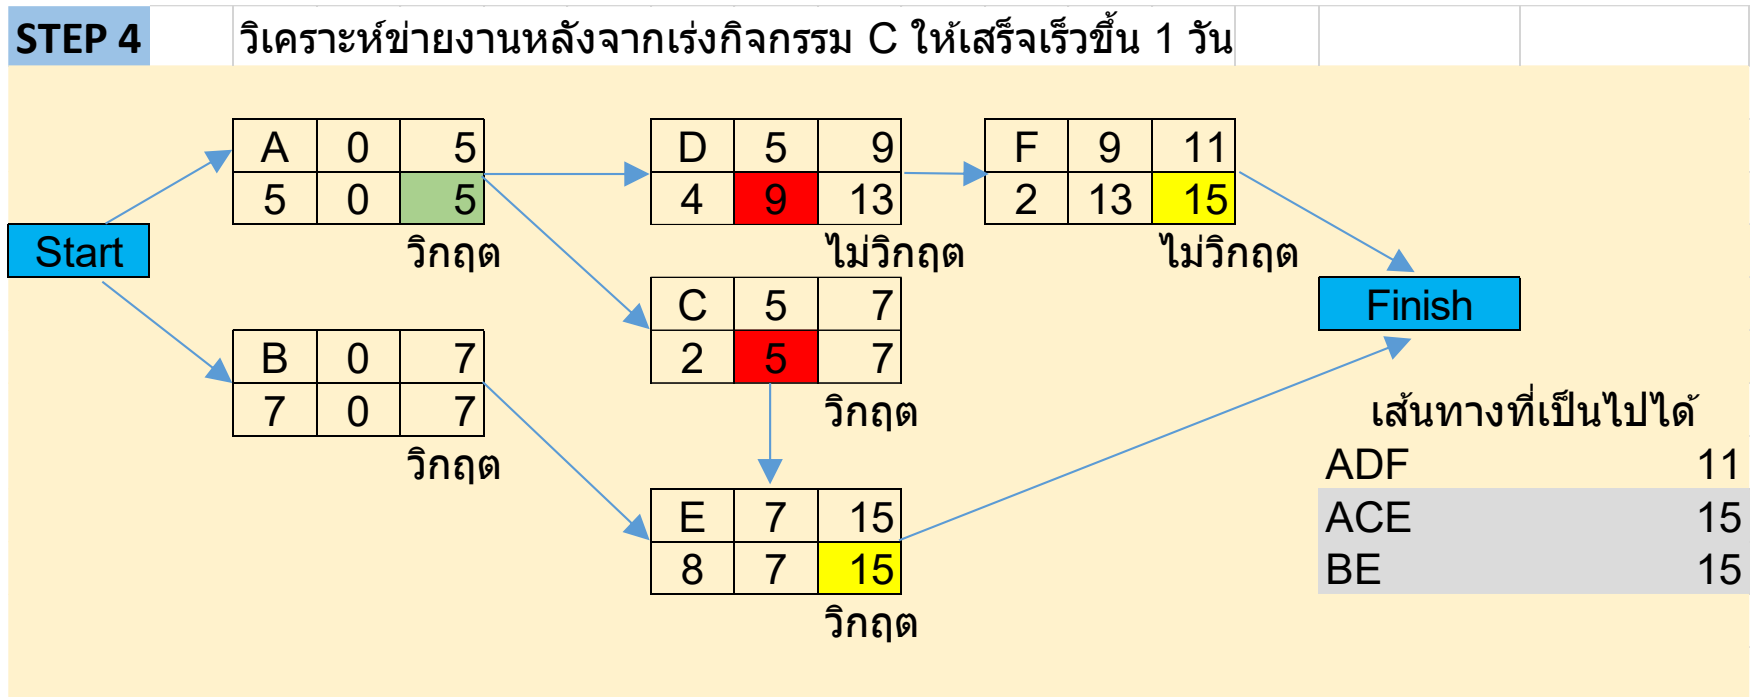 STEP 4 วิเคราะห์ข่ายงานหลังจากเร่งกิจกรรม C ให้เสร็จเร็วขึ้น 1 วัน
A 0 5
5 0 5
วิกฤต
D 5 9
4 9 13
ไม่วิกฤต
F 9 11
2 13 15
ไม่วิกฤต
Start
C 5 7
2 5 7
วิกฤต
Finish
B 0 7
7 0 7
วิกฤต
E 7 15
8 7 15
วิกฤต
เส้นทางที่เป็นไปได้
ADF 11
ACE 15
BE 15